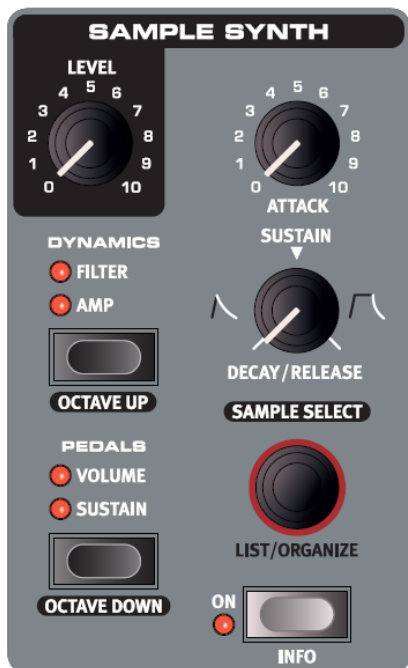 SAMPLE SYNTH
LEVEL
0 1 2 3 4 5 6 7 8 9 10
0 1 2 3 4 5 6 7 8 9 10
ATTACK
DYNAMICS
FILTER
AMP
OCTAVE UP
SUSTAIN
DECAY/RELEASE
PEDALS
VOLUME
SUSTAIN
OCTAVE DOWN
SAMPLE SELECT
LIST/ORGANIZE
ON
INFO